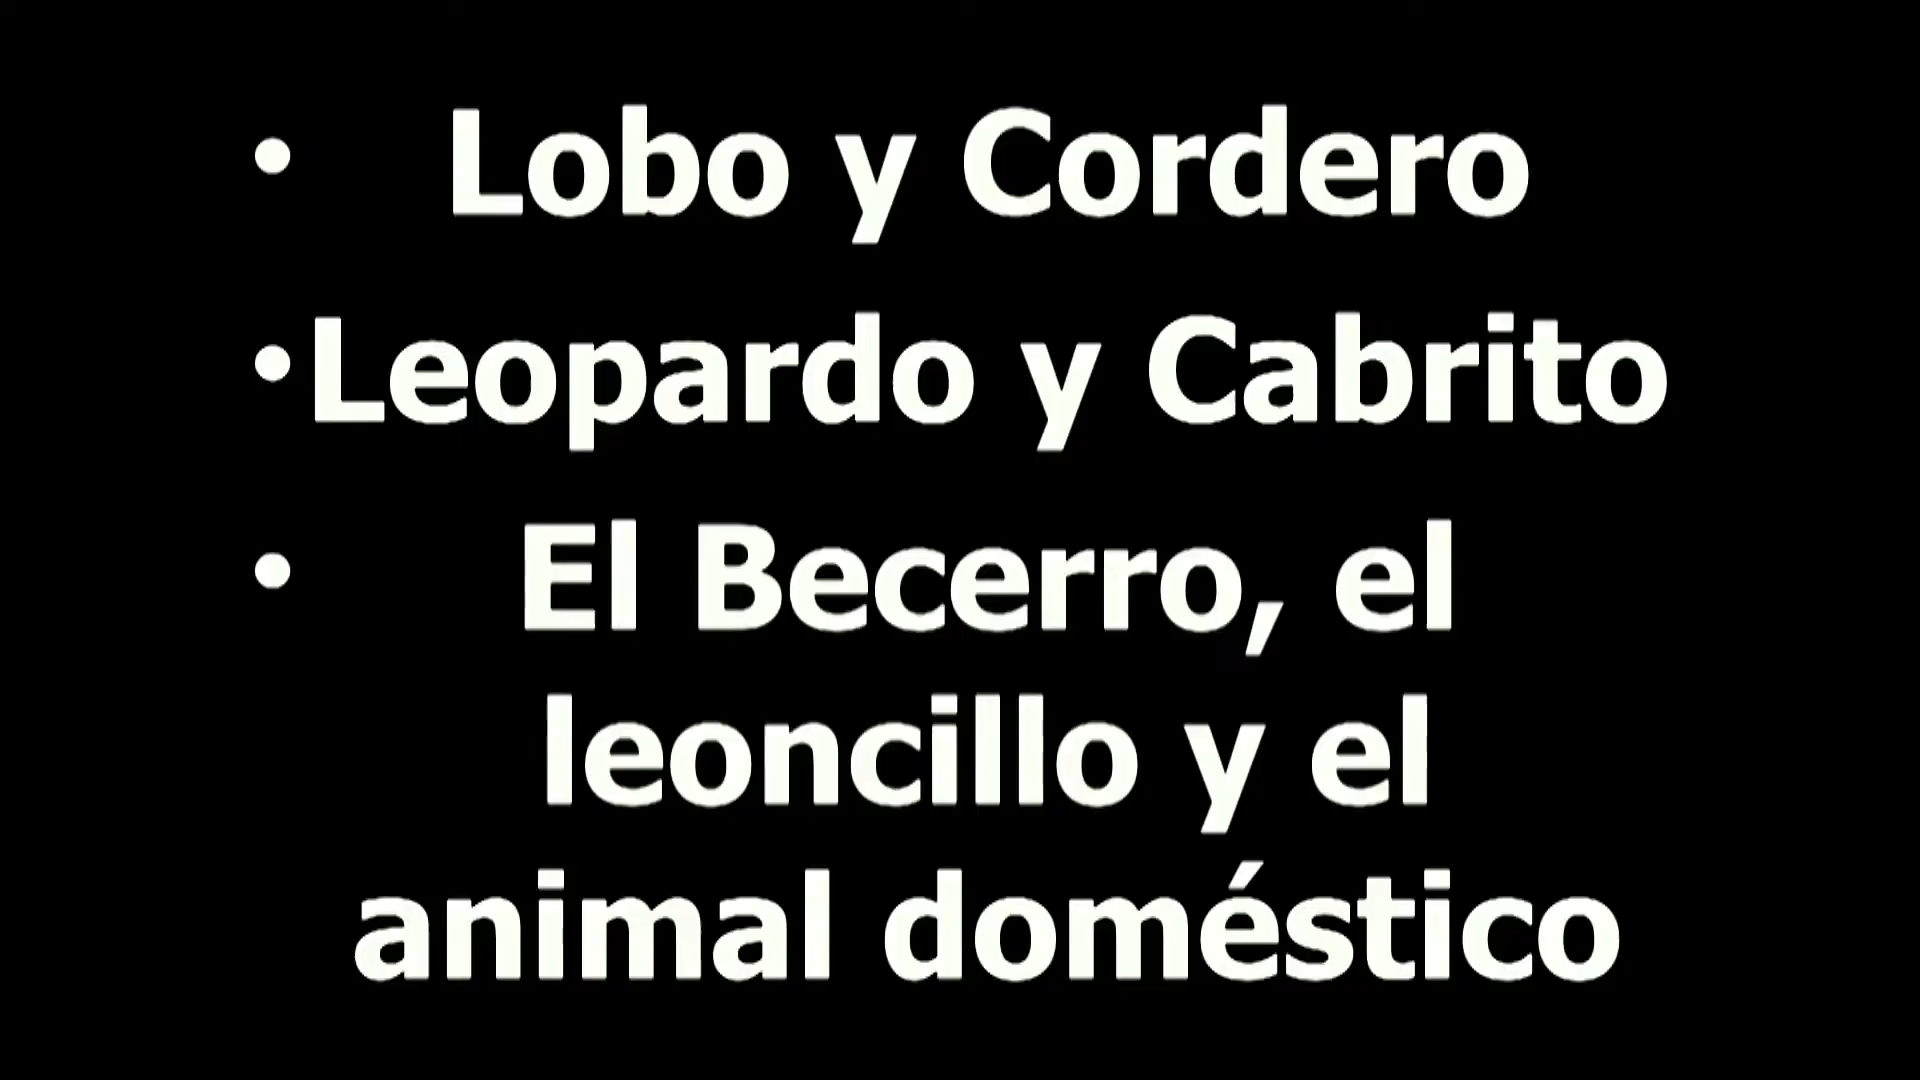 • Lobo y Cordero
•Leopardo y Cabrito
• El Becerro, el
leoncillo y el
animal doméstico